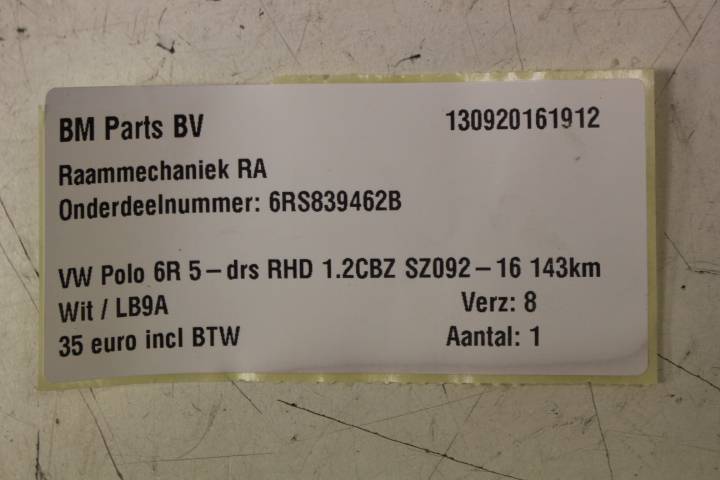 BM Parts BV 130920161912
Raammechaniek RA
Onderdeelnummer: 6RS839462B
VW Polo 6R 5-drs RHD 1.2CBZ SZ092-16 143km
Wit / LB9A Verz: 8
35 euro incl BTW Aantal: 1